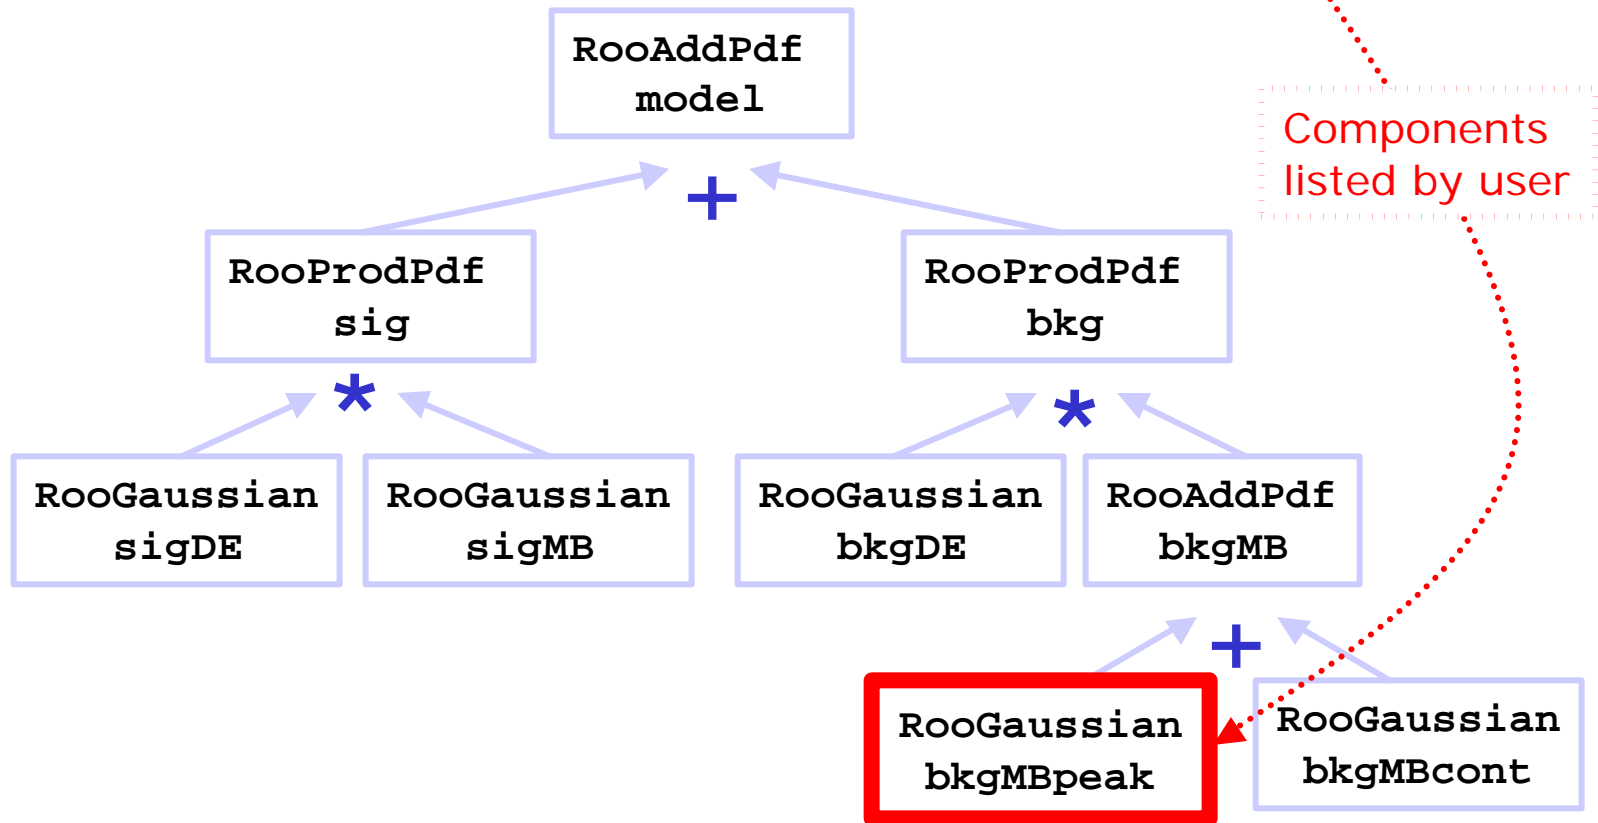 RooAddPdf
model
Components
listed by user
+
RooProdPdf
sig
RooProdPdf
bkg
*
*
RooGaussian
sigDE
RooGaussian
sigMB
RooGaussian
bkgDE
RooAddPdf
bkgMB
+
RooGaussian
bkgMBpeak
RooGaussian
bkgMBcont